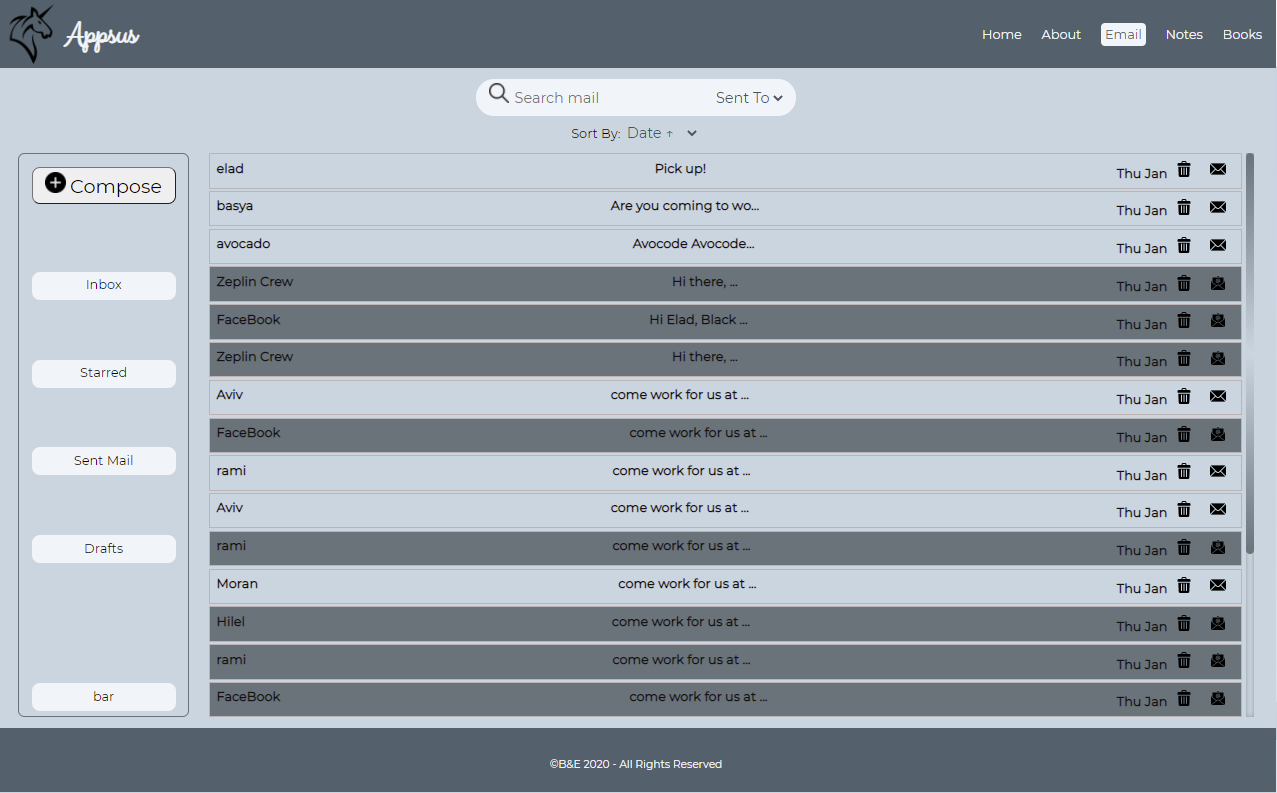 Appsus
Home About Email Notes Books
Search mail Sent To
Sort By: Date ↑
Compose
Inbox
Starred
Sent Mail
Drafts
bar
elad Pick up! Thu Jan
basya Are you coming to wo... Thu Jan
avocado Avocode Avocode... Thu Jan
Zeplin Crew Hi there, ... Thu Jan
FaceBook Hi Elad, Black ... Thu Jan
Zeplin Crew Hi there, ... Thu Jan
Aviv come work for us at ... Thu Jan
FaceBook come work for us at ... Thu Jan
rami come work for us at ... Thu Jan
Aviv come work for us at ... Thu Jan
rami come work for us at ... Thu Jan
Moran come work for us at ... Thu Jan
Hilel come work for us at ... Thu Jan
rami come work for us at ... Thu Jan
FaceBook come work for us at ... Thu Jan
©B&E 2020 - All Rights Reserved